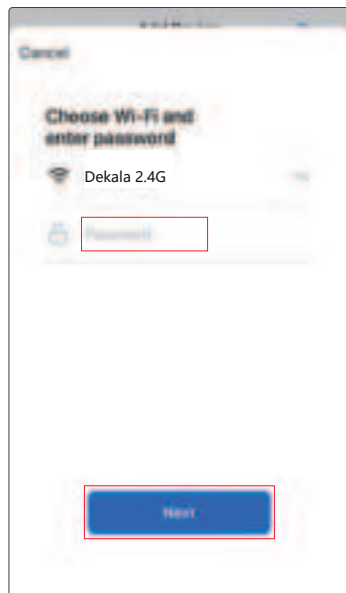 Cancel
Choose Wi-Fi and
enter password
Dekala 2.4G
Password
Next